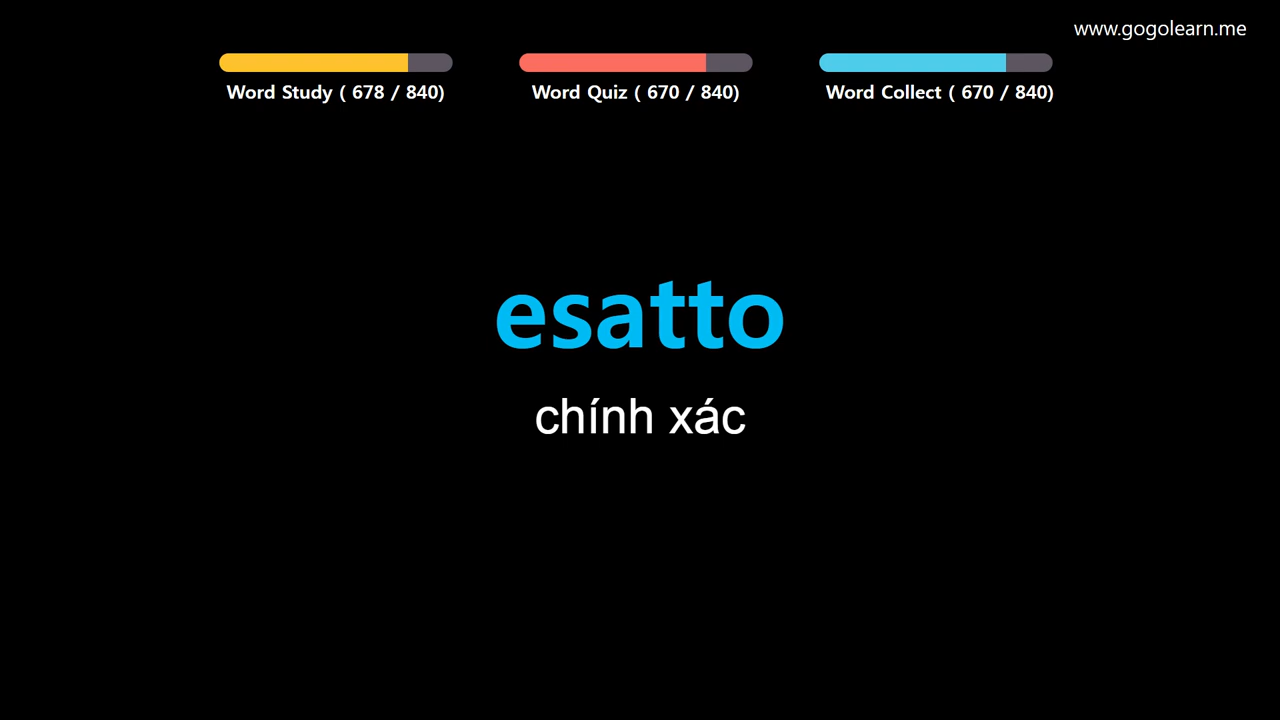 www.gogolearn.me
Word Study ( 678 / 840)
Word Quiz ( 670 / 840)
Word Collect ( 670 / 840)
esatto
chính xác